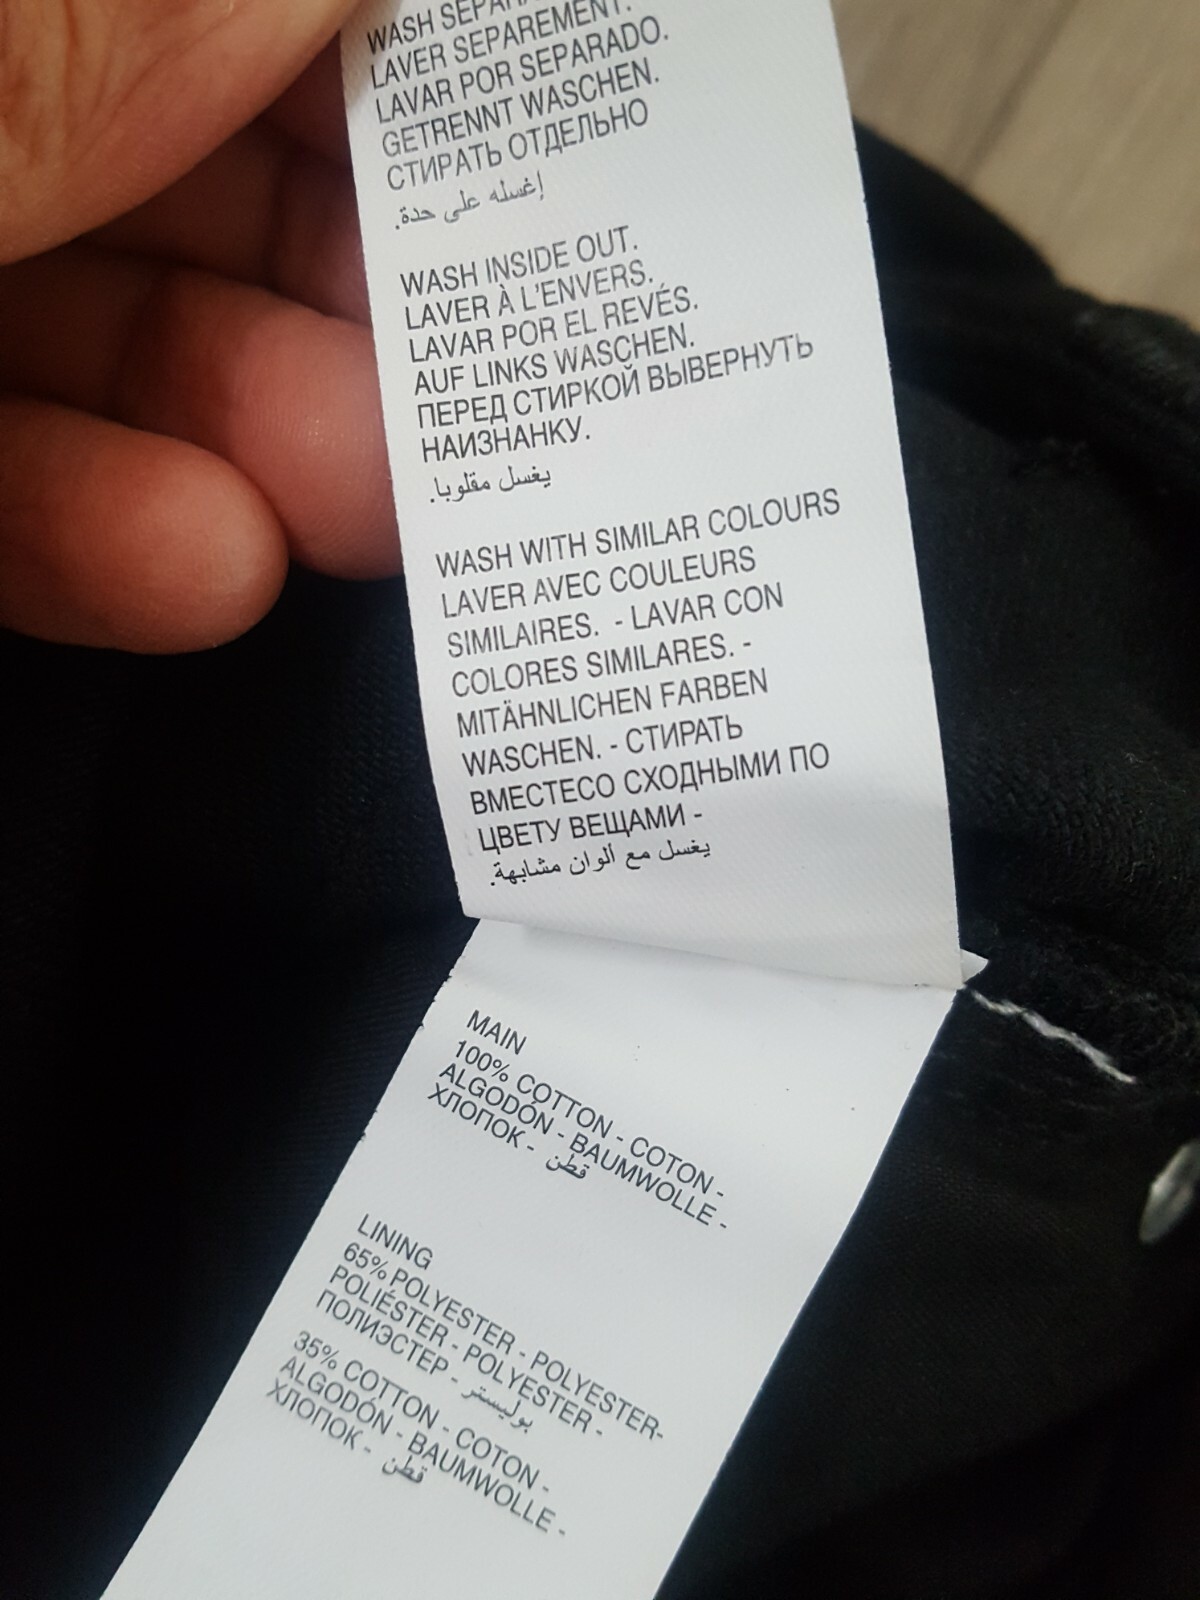 WASH SEPARA
LAVER SEPAREMENT.
LAVAR POR SEPARADO.
GETRENNT WASCHEN.
СТИРАТЬ ОТДЕЛЬНО
إغسله على حدة.
WASH INSIDE OUT.
LAVER À L'ENVERS.
LAVAR POR EL REVÉS.
AUF LINKS WASCHEN.
ПЕРЕД СТИРКОЙ ВЫВЕРНУТЬ
НАИЗНАНКУ.
يغسل مقلوبا.
WASH WITH SIMILAR COLOURS
LAVER AVEC COULEURS
SIMILAIRES. - LAVAR CON
COLORES SIMILARES. -
MITÄHNLICHEN FARBEN
WASCHEN. - СТИРАТЬ
ВМЕСТЕСО СХОДНЫМИ ПО
ЦВЕТУ ВЕЩАМИ -
يغسل مع ألوان مشابهة.
MAIN
100% COTTON - COTON -
ALGODÓN - BAUMWOLLE -
ХЛОПОК - قطن
LINING
65% POLYESTER - POLYESTER-
POLIÉSTER - POLYESTER -
ПОЛИЭСТЕР - بوليستر
35% COTTON - COTON -
ALGODÓN - BAUMWOLLE -
ХЛОПОК - قطن